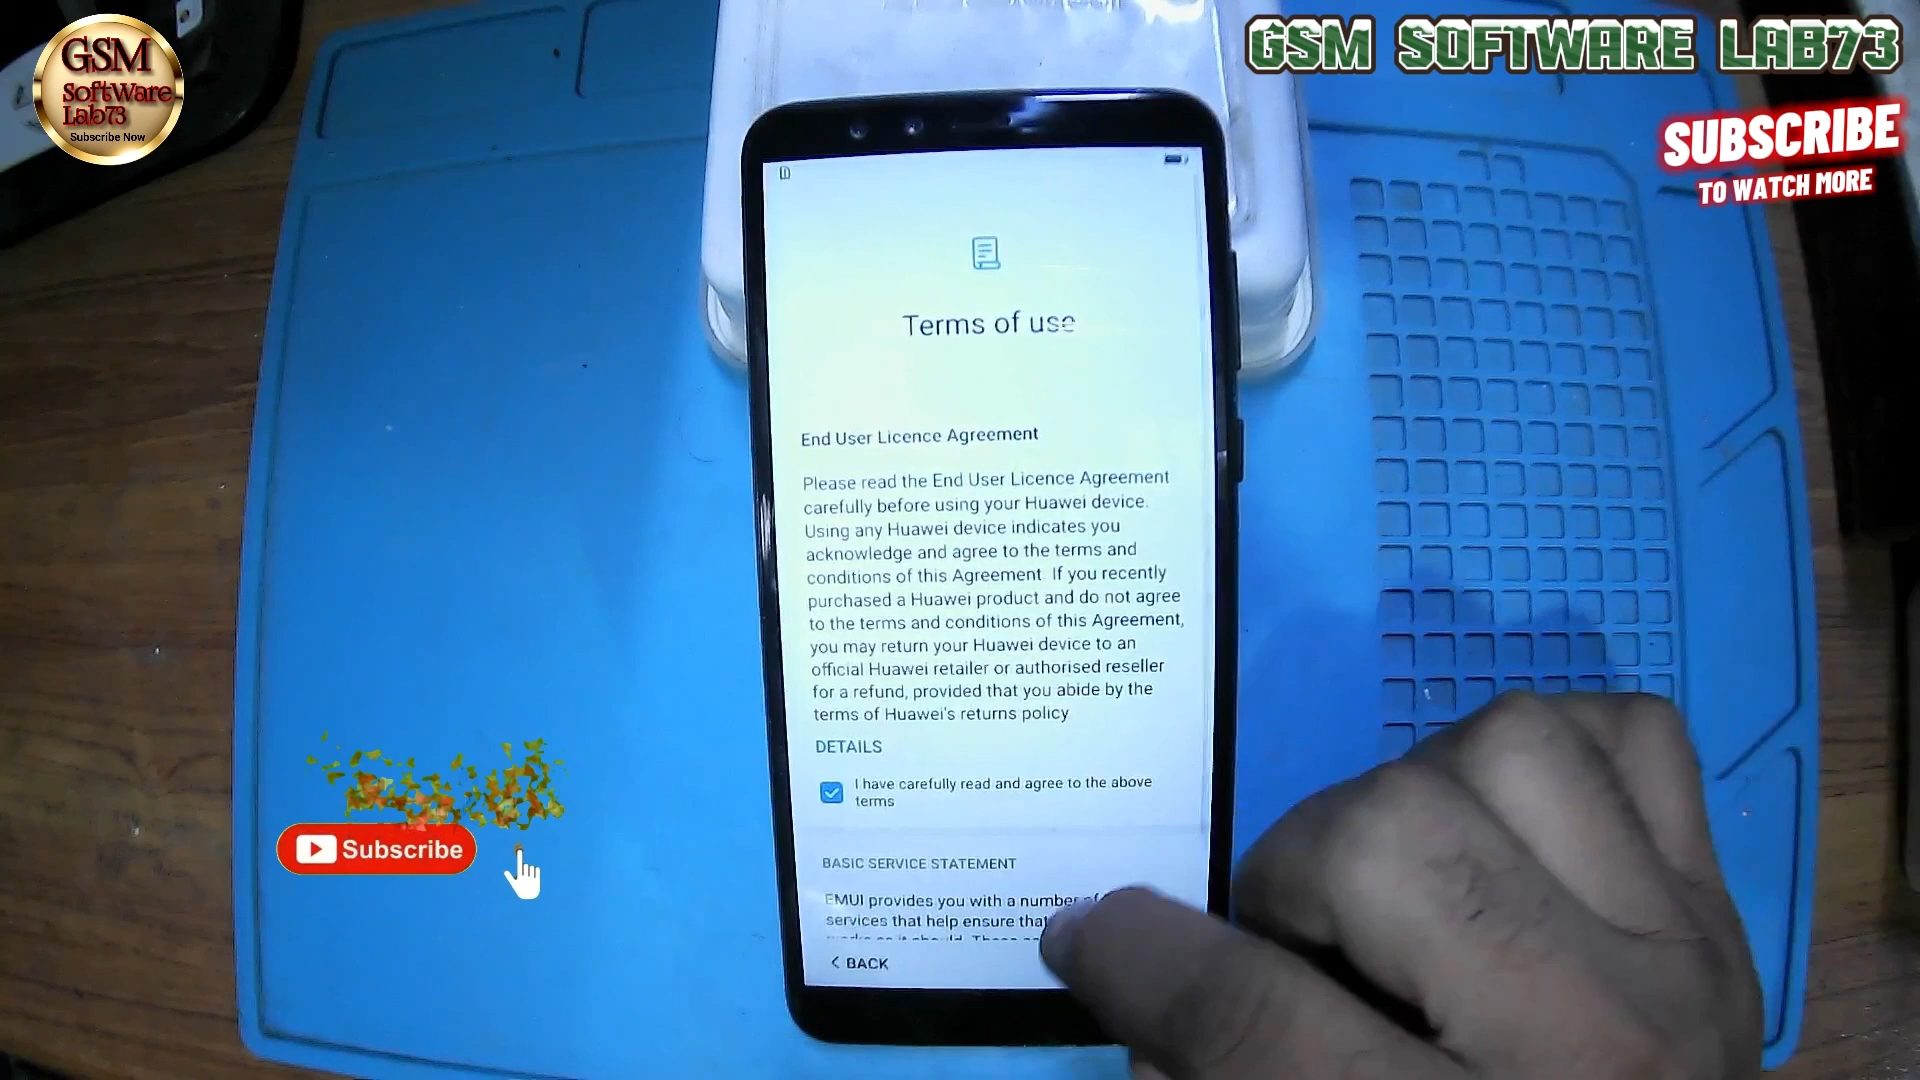 GSM
SoftWare
Lab73
Subscribe Now
GSM SOFTWARE LAB73
SUBSCRIBE
TO WATCH MORE
Terms of use
End User Licence Agreement
Please read the End User Licence Agreement
carefully before using your Huawei device.
Using any Huawei device indicates you
acknowledge and agree to the terms and
conditions of this Agreement. If you recently
purchased a Huawei product and do not agree
to the terms and conditions of this Agreement,
you may return your Huawei device to an
official Huawei retailer or authorised reseller
for a refund, provided that you abide by the
terms of Huawei's returns policy
DETAILS
I have carefully read and agree to the above
terms
BASIC SERVICE STATEMENT
EMUI provides you with a number of
services that help ensure that
< BACK
Subscribe